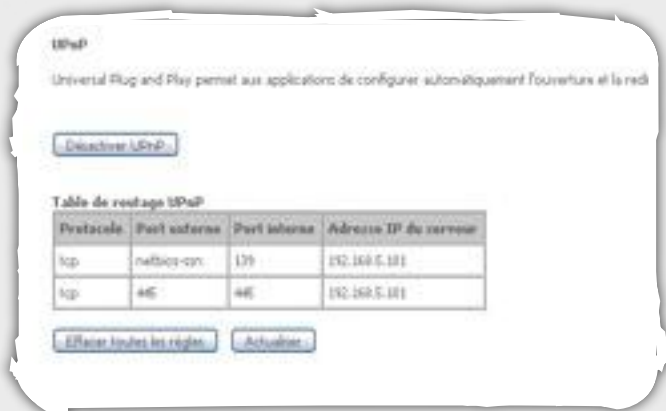 UPnP
Universal Plug and Play permet aux applications de configurer automatiquement l'ouverture et la redi
Désactiver UPnP
Table de routage UPnP
Protocole Port externe Port interne Adresse IP du serveur
tcp netbios-ssn 139 192.168.5.101
tcp 445 445 192.168.5.101
Effacer toutes les règles Actualiser